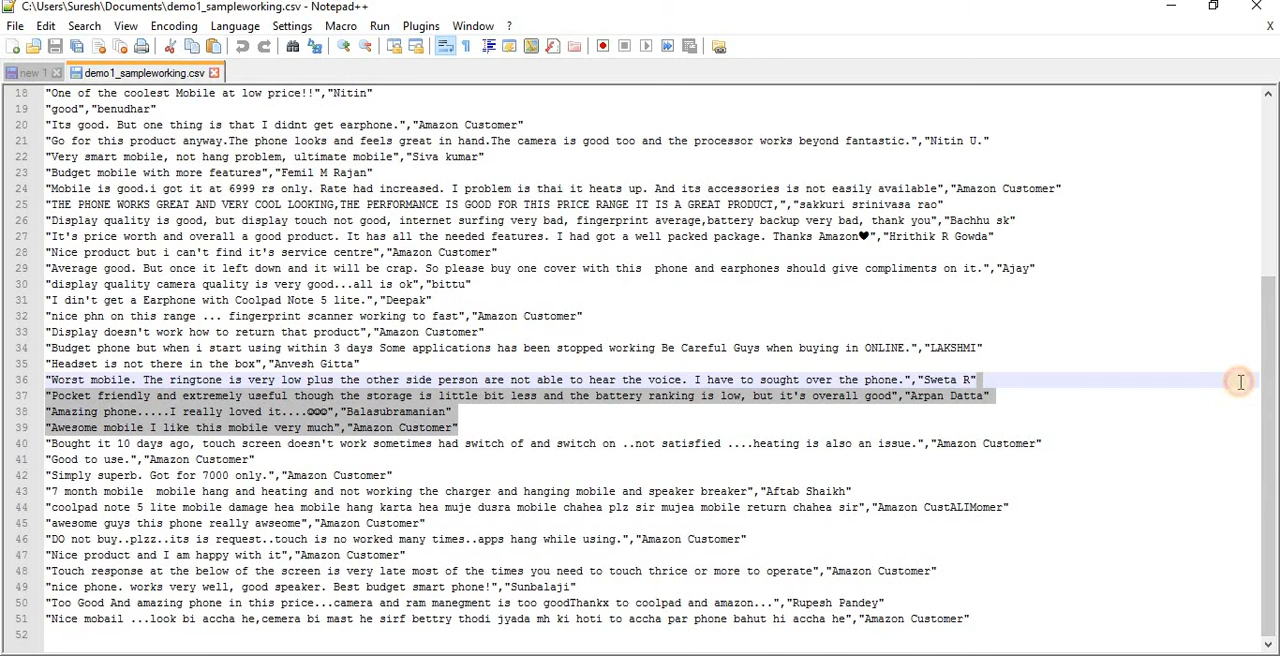 C:\Users\Suresh\Documents\demo1_sampleworking.csv - Notepad++
File Edit Search View Encoding Language Settings Macro Run Plugins Window ? X
new 1 demo1_sampleworking.csv
18 "One of the coolest Mobile at low price!!","Nitin"
19 "good","benudhar"
20 "Its good. But one thing is that I didnt get earphone.","Amazon Customer"
21 "Go for this product anyway.The phone looks and feels great in hand.The camera is good too and the processor works beyond fantastic.","Nitin U."
22 "Very smart mobile, not hang problem, ultimate mobile","Siva kumar"
23 "Budget mobile with more features","Femil M Rajan"
24 "Mobile is good.i got it at 6999 rs only. Rate had increased. I problem is thai it heats up. And its accessories is not easily available","Amazon Customer"
25 "THE PHONE WORKS GREAT AND VERY COOL LOOKING,THE PERFORMANCE IS GOOD FOR THIS PRICE RANGE IT IS A GREAT PRODUCT,","sakkuri srinivasa rao"
26 "Display quality is good, but display touch not good, internet surfing very bad, fingerprint average,battery backup very bad, thank you","Bachhu sk"
27 "It's price worth and overall a good product. It has all the needed features. I had got a well packed package. Thanks Amazon♥","Hrithik R Gowda"
28 "Nice product but i can't find it's service centre","Amazon Customer"
29 "Average good. But once it left down and it will be crap. So please buy one cover with this  phone and earphones should give compliments on it.","Ajay"
30 "display quality camera quality is very good...all is ok","bittu"
31 "I din't get a Earphone with Coolpad Note 5 lite.","Deepak"
32 "nice phn on this range ... fingerprint scanner working to fast","Amazon Customer"
33 "Display doesn't work how to return that product","Amazon Customer"
34 "Budget phone but when i start using within 3 days Some applications has been stopped working Be Careful Guys when buying in ONLINE.","LAKSHMI"
35 "Headset is not there in the box","Anvesh Gitta"
36 "Worst mobile. The ringtone is very low plus the other side person are not able to hear the voice. I have to sought over the phone.","Sweta R"
37 "Pocket friendly and extremely useful though the storage is little bit less and the battery ranking is low, but it's overall good","Arpan Datta"
38 "Amazing phone.....I really loved it....☺☺☺","Balasubramanian"
39 "Awesome mobile I like this mobile very much","Amazon Customer"
40 "Bought it 10 days ago, touch screen doesn't work sometimes had switch of and switch on ..not satisfied ....heating is also an issue.","Amazon Customer"
41 "Good to use.","Amazon Customer"
42 "Simply superb. Got for 7000 only.","Amazon Customer"
43 "7 month mobile  mobile hang and heating and not working the charger and hanging mobile and speaker breaker","Aftab Shaikh"
44 "coolpad note 5 lite mobile damage hea mobile hang karta hea muje dusra mobile chahea plz sir mujea mobile return chahea sir","Amazon CustALIMomer"
45 "awesome guys this phone really awseome","Amazon Customer"
46 "DO not buy..plzz..its is request..touch is no worked many times..apps hang while using.","Amazon Customer"
47 "Nice product and I am happy with it","Amazon Customer"
48 "Touch response at the below of the screen is very late most of the times you need to touch thrice or more to operate","Amazon Customer"
49 "nice phone. works very well, good speaker. Best budget smart phone!","Sunbalaji"
50 "Too Good And amazing phone in this price...camera and ram manegment is too goodThankx to coolpad and amazon...","Rupesh Pandey"
51 "Nice mobail ...look bi accha he,cemera bi mast he sirf bettry thodi jyada mh ki hoti to accha par phone bahut hi accha he","Amazon Customer"
52